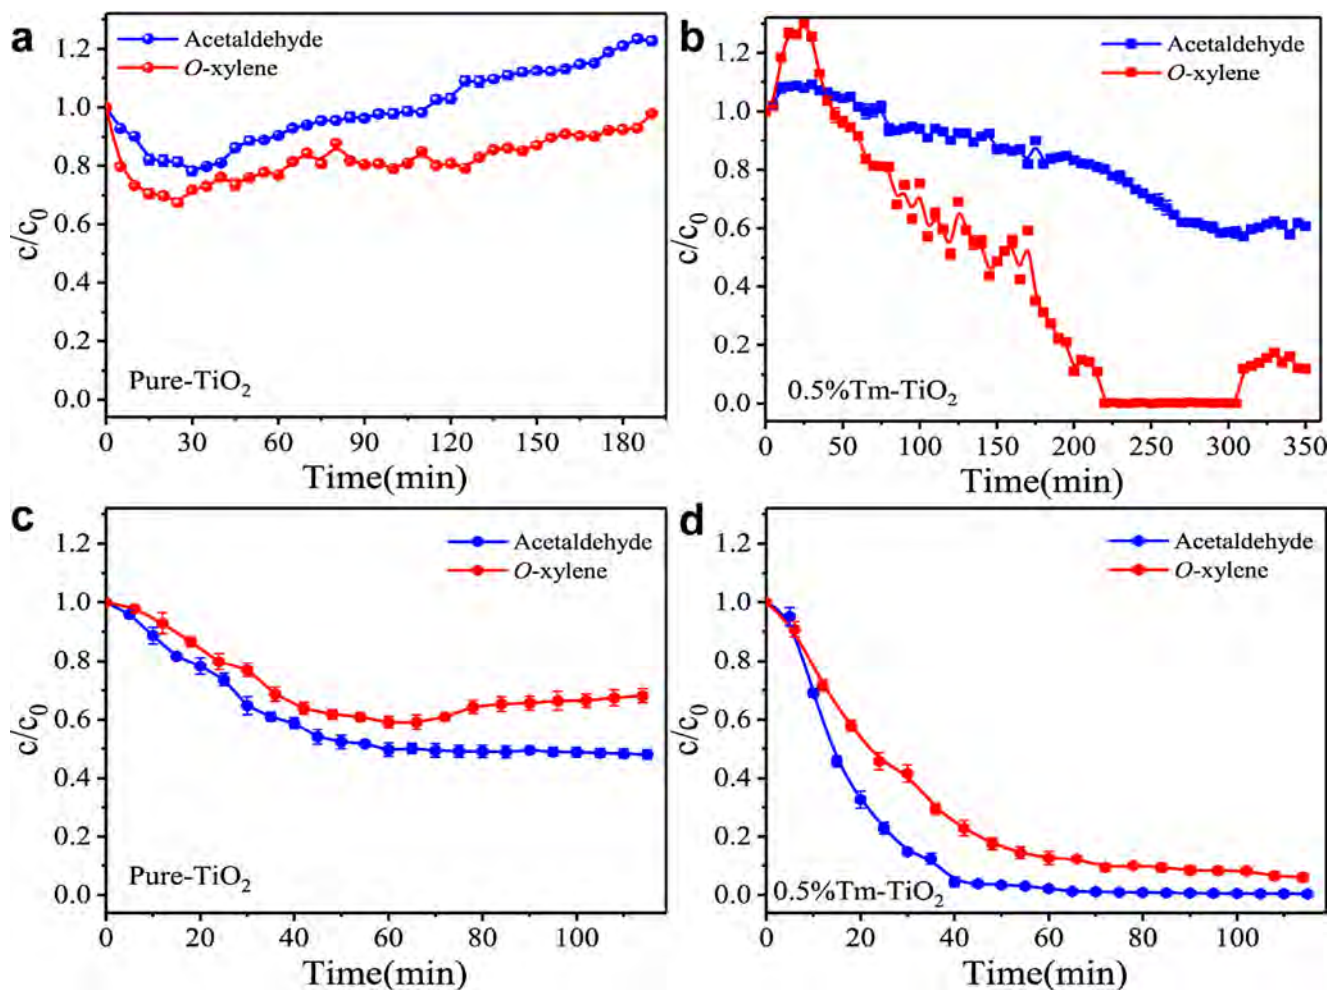 a
Acetaldehyde
O-xylene
1.2
1.0
0.8
0.6
0.4
0.2
0.0
c/c₀
Pure-TiO₂
0 30 60 90 120 150 180
Time(min)
b
Acetaldehyde
O-xylene
1.2
1.0
0.8
0.6
0.4
0.2
0.0
c/c₀
0.5%Tm-TiO₂
0 50 100 150 200 250 300 350
Time(min)
c
Acetaldehyde
O-xylene
1.2
1.0
0.8
0.6
0.4
0.2
0.0
c/c₀
Pure-TiO₂
0 20 40 60 80 100
Time(min)
d
Acetaldehyde
O-xylene
1.2
1.0
0.8
0.6
0.4
0.2
0.0
c/c₀
0.5%Tm-TiO₂
0 20 40 60 80 100
Time(min)